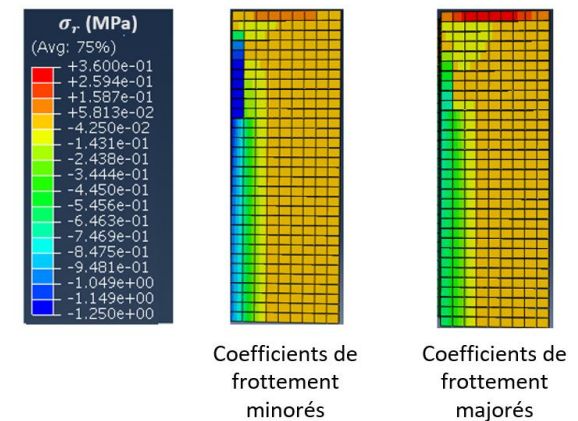 σᵣ (MPa)
(Avg: 75%)
+3.600e-01
+2.594e-01
+1.587e-01
+5.813e-02
-4.250e-02
-1.431e-01
-2.438e-01
-3.444e-01
-4.450e-01
-5.456e-01
-6.463e-01
-7.469e-01
-8.475e-01
-9.481e-01
-1.049e+00
-1.149e+00
-1.250e+00
Coefficients de
frottement
minorés
Coefficients de
frottement
majorés